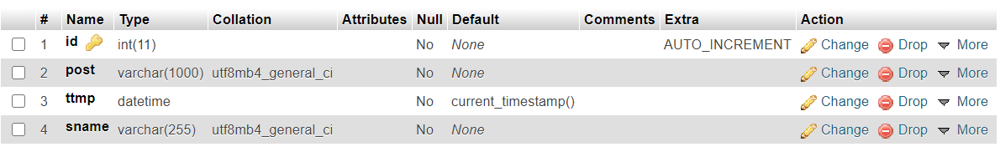 # Name Type Collation Attributes Null Default Comments Extra Action
1 id int(11) No None AUTO_INCREMENT Change Drop More
2 post varchar(1000) utf8mb4_general_ci No None Change Drop More
3 ttmp datetime No current_timestamp() Change Drop More
4 sname varchar(255) utf8mb4_general_ci No None Change Drop More